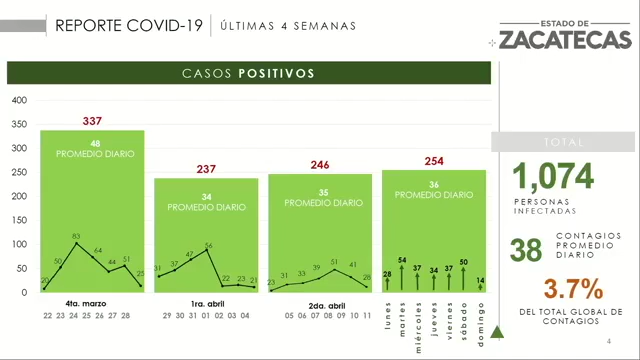 REPORTE COVID-19 | ÚLTIMAS 4 SEMANAS
ESTADO DE
ZACATECAS
CASOS POSITIVOS
400
350
300
250
200
150
100
50
0
337
48
PROMEDIO DIARIO
20 50 83 64 44 51 25
4ta. marzo
22 23 24 25 26 27 28
237
34
PROMEDIO DIARIO
31 37 47 56 22 23 21
1ra. abril
29 30 31 01 02 03 04
246
35
PROMEDIO DIARIO
23 31 33 39 51 41 28
2da. abril
05 06 07 08 09 10 11
254
36
PROMEDIO DIARIO
28 54 37 34 37 50 14
lunes
martes
miércoles
jueves
viernes
sábado
domingo
TOTAL
1,074
PERSONAS
INFECTADAS
38
CONTAGIOS
PROMEDIO
DIARIO
3.7%
DEL TOTAL GLOBAL DE
CONTAGIOS
4